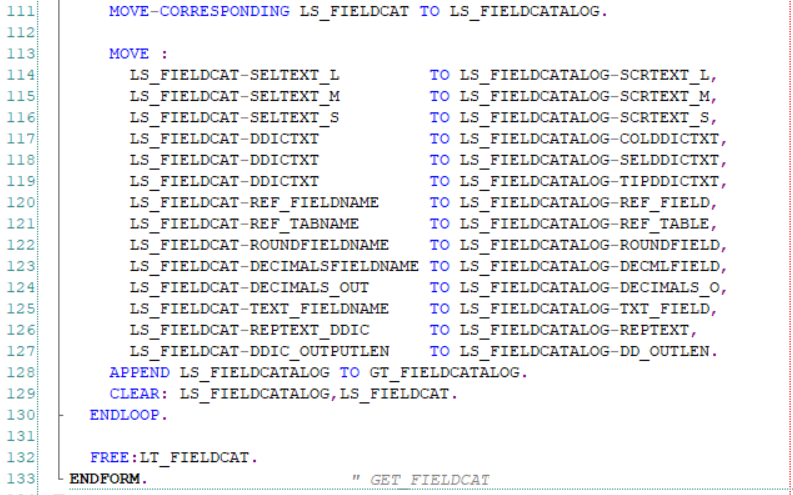 111 MOVE-CORRESPONDING LS_FIELDCAT TO LS_FIELDCATALOG.
112
113 MOVE :
114 LS_FIELDCAT-SELTEXT_L TO LS_FIELDCATALOG-SCRTEXT_L,
115 LS_FIELDCAT-SELTEXT_M TO LS_FIELDCATALOG-SCRTEXT_M,
116 LS_FIELDCAT-SELTEXT_S TO LS_FIELDCATALOG-SCRTEXT_S,
117 LS_FIELDCAT-DDICTXT TO LS_FIELDCATALOG-COLDDICTXT,
118 LS_FIELDCAT-DDICTXT TO LS_FIELDCATALOG-SELDDICTXT,
119 LS_FIELDCAT-DDICTXT TO LS_FIELDCATALOG-TIPDDICTXT,
120 LS_FIELDCAT-REF_FIELDNAME TO LS_FIELDCATALOG-REF_FIELD,
121 LS_FIELDCAT-REF_TABNAME TO LS_FIELDCATALOG-REF_TABLE,
122 LS_FIELDCAT-ROUNDFIELDNAME TO LS_FIELDCATALOG-ROUNDFIELD,
123 LS_FIELDCAT-DECIMALSFIELDNAME TO LS_FIELDCATALOG-DECMLFIELD,
124 LS_FIELDCAT-DECIMALS_OUT TO LS_FIELDCATALOG-DECIMALS_O,
125 LS_FIELDCAT-TEXT_FIELDNAME TO LS_FIELDCATALOG-TXT_FIELD,
126 LS_FIELDCAT-REPTEXT_DDIC TO LS_FIELDCATALOG-REPTEXT,
127 LS_FIELDCAT-DDIC_OUTPUTLEN TO LS_FIELDCATALOG-DD_OUTLEN.
128 APPEND LS_FIELDCATALOG TO GT_FIELDCATALOG.
129 CLEAR: LS_FIELDCATALOG,LS_FIELDCAT.
130 ENDLOOP.
131
132 FREE:LT_FIELDCAT.
133 ENDFORM. " GET_FIELDCAT